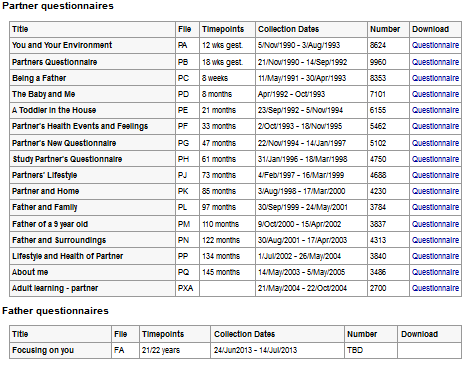 Partner questionnaires
Title File Timepoints Collection Dates Number Download
You and Your Environment PA 12 wks gest. 5/Nov/1990 - 3/Aug/1993 8624 Questionnaire
Partners Questionnaire PB 18 wks gest. 21/Nov/1990 - 14/Sep/1992 9960 Questionnaire
Being a Father PC 8 weeks 11/May/1991 - 30/Apr/1993 8353 Questionnaire
The Baby and Me PD 8 months Apr/1992 - Oct/1993 7101 Questionnaire
A Toddler in the House PE 21 months 23/Sep/1992 - 5/Nov/1994 6155 Questionnaire
Partner's Health Events and Feelings PF 33 months 2/Oct/1993 - 18/Nov/1995 5462 Questionnaire
Partner's New Questionnaire PG 47 months 22/Nov/1994 - 14/Jan/1997 5102 Questionnaire
Study Partner's Questionnaire PH 61 months 31/Jan/1996 - 18/Mar/1998 4750 Questionnaire
Partners' Lifestyle PJ 73 months 4/Feb/1997 - 16/Mar/1999 4688 Questionnaire
Partner and Home PK 85 months 3/Aug/1998 - 17/Mar/2000 4230 Questionnaire
Father and Family PL 97 months 30/Sep/1999 - 24/May/2001 3784 Questionnaire
Father of a 9 year old PM 110 months 9/Oct/2000 - 15/Apr/2002 3837 Questionnaire
Father and Surroundings PN 122 months 30/Aug/2001 - 17/Apr/2003 4313 Questionnaire
Lifestyle and Health of Partner PP 134 months 1/Jul/2002 - 26/May/2004 3840 Questionnaire
About me PQ 145 months 14/May/2003 - 5/May/2005 3486 Questionnaire
Adult learning - partner PXA 21/May/2004 - 22/Oct/2004 2700 Questionnaire
Father questionnaires
Title File Timepoints Collection Dates Number Download
Focusing on you FA 21/22 years 24/Jun2013 - 14/Jul/2013 TBD